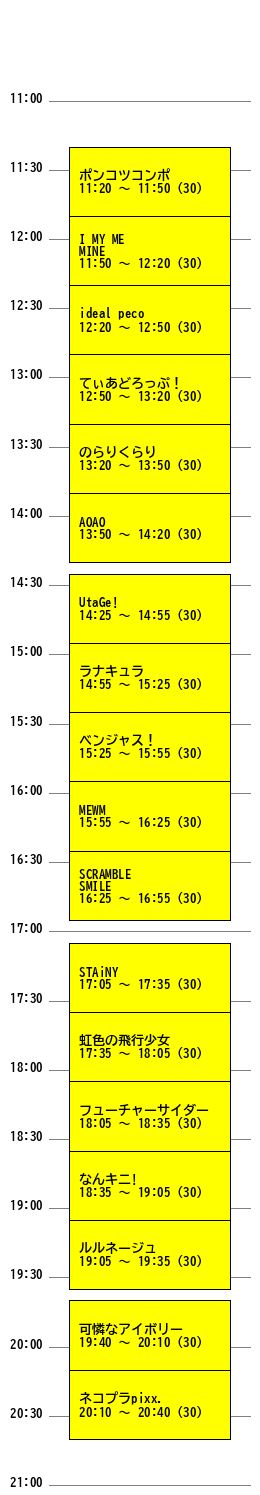 11:00
11:30
ポンコツコンポ
11:20 ～ 11:50 (30)
12:00
I MY ME
MINE
11:50 ～ 12:20 (30)
12:30
ideal peco
12:20 ～ 12:50 (30)
13:00
てぃあどろっぷ！
12:50 ～ 13:20 (30)
13:30
のらりくらり
13:20 ～ 13:50 (30)
14:00
AOAO
13:50 ～ 14:20 (30)
14:30
UtaGe!
14:25 ～ 14:55 (30)
15:00
ラナキュラ
14:55 ～ 15:25 (30)
15:30
ベンジャス！
15:25 ～ 15:55 (30)
16:00
MEWM
15:55 ～ 16:25 (30)
16:30
SCRAMBLE
SMILE
16:25 ～ 16:55 (30)
17:00
STAiNY
17:05 ～ 17:35 (30)
17:30
虹色の飛行少女
17:35 ～ 18:05 (30)
18:00
フューチャーサイダー
18:05 ～ 18:35 (30)
18:30
なんキニ!
18:35 ～ 19:05 (30)
19:00
ルルネージュ
19:05 ～ 19:35 (30)
19:30
可憐なアイボリー
19:40 ～ 20:10 (30)
20:00
ネコプラpixx.
20:10 ～ 20:40 (30)
20:30
21:00